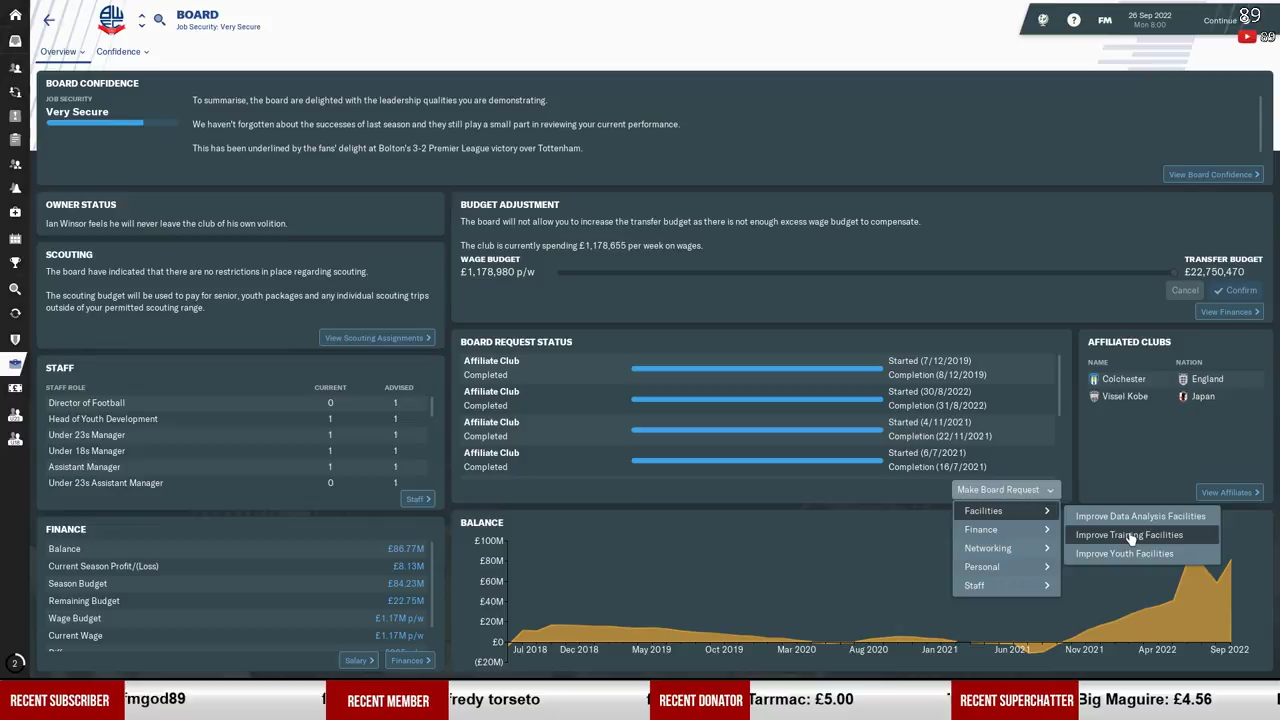 BOARD
Job Security: Very Secure
FM
26 Sep 2022
Mon 8:00
Continue
89
Overview
Confidence
BOARD CONFIDENCE
JOB SECURITY
Very Secure
To summarise, the board are delighted with the leadership qualities you are demonstrating.
We haven't forgotten about the successes of last season and they still play a small part in reviewing your current performance.
This has been underlined by the fans' delight at Bolton's 3-2 Premier League victory over Tottenham.
View Board Confidence
OWNER STATUS
Ian Winsor feels he will never leave the club of his own volition.
SCOUTING
The board have indicated that there are no restrictions in place regarding scouting.
The scouting budget will be used to pay for senior, youth packages and any individual scouting trips
outside of your permitted scouting range.
View Scouting Assignments
BUDGET ADJUSTMENT
The board will not allow you to increase the transfer budget as there is not enough excess wage budget to compensate.
The club is currently spending £1,178,655 per week on wages.
WAGE BUDGET
£1,178,980 p/w
TRANSFER BUDGET
£22,750,470
Cancel
Confirm
View Finances
STAFF
STAFF ROLE CURRENT ADVISED
Director of Football 0 1
Head of Youth Development 1 1
Under 23s Manager 1 1
Under 18s Manager 1 1
Assistant Manager 1 1
Under 23s Assistant Manager 0 1
Staff
BOARD REQUEST STATUS
Affiliate Club Started (7/12/2019)
Completed Completion (8/12/2019)
Affiliate Club Started (30/8/2022)
Completed Completion (31/8/2022)
Affiliate Club Started (4/11/2021)
Completed Completion (22/11/2021)
Affiliate Club Started (6/7/2021)
Completed Completion (16/7/2021)
Make Board Request
Facilities
Finance
Networking
Personal
Staff
Improve Data Analysis Facilities
Improve Training Facilities
Improve Youth Facilities
AFFILIATED CLUBS
NAME NATION
Colchester England
Vissel Kobe Japan
View Affiliates
FINANCE
Balance £86.77M
Current Season Profit/(Loss) £8.13M
Season Budget £84.23M
Remaining Budget £22.75M
Wage Budget £1.17M p/w
Current Wage £1.17M p/w
Salary
Finances
BALANCE
£100M
£80M
£60M
£40M
£20M
£0
(£20M)
Jul 2018 Dec 2018 May 2019 Oct 2019 Mar 2020 Aug 2020 Jan 2021 Jun 2021 Nov 2021 Apr 2022 Sep 2022
2
RECENT SUBSCRIBER
fmgod89
RECENT MEMBER
fredy torseto
RECENT DONATOR
Tarrmac: £5.00
RECENT SUPERCHATTER
Big Maguire: £4.56